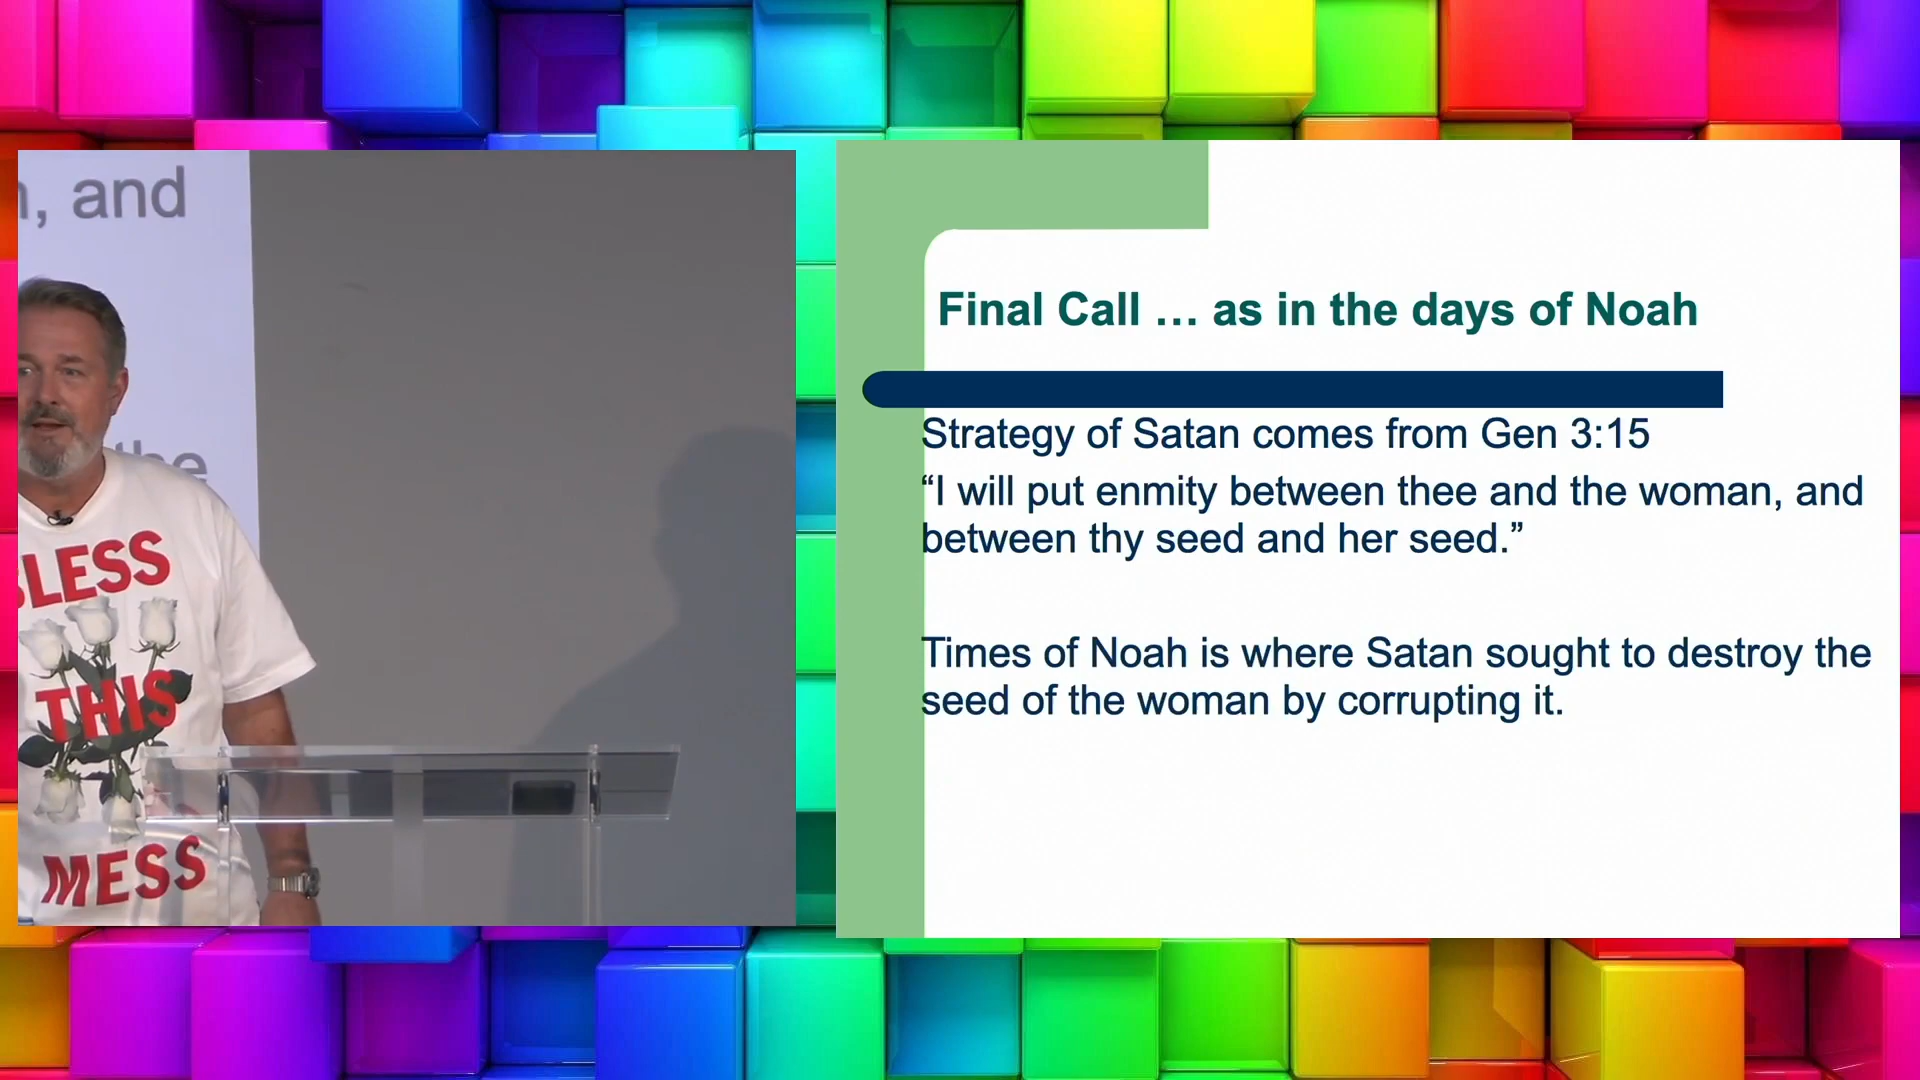 , and
the
LESS
THIS
MESS
Final Call … as in the days of Noah
Strategy of Satan comes from Gen 3:15
“I will put enmity between thee and the woman, and
between thy seed and her seed.”
Times of Noah is where Satan sought to destroy the
seed of the woman by corrupting it.